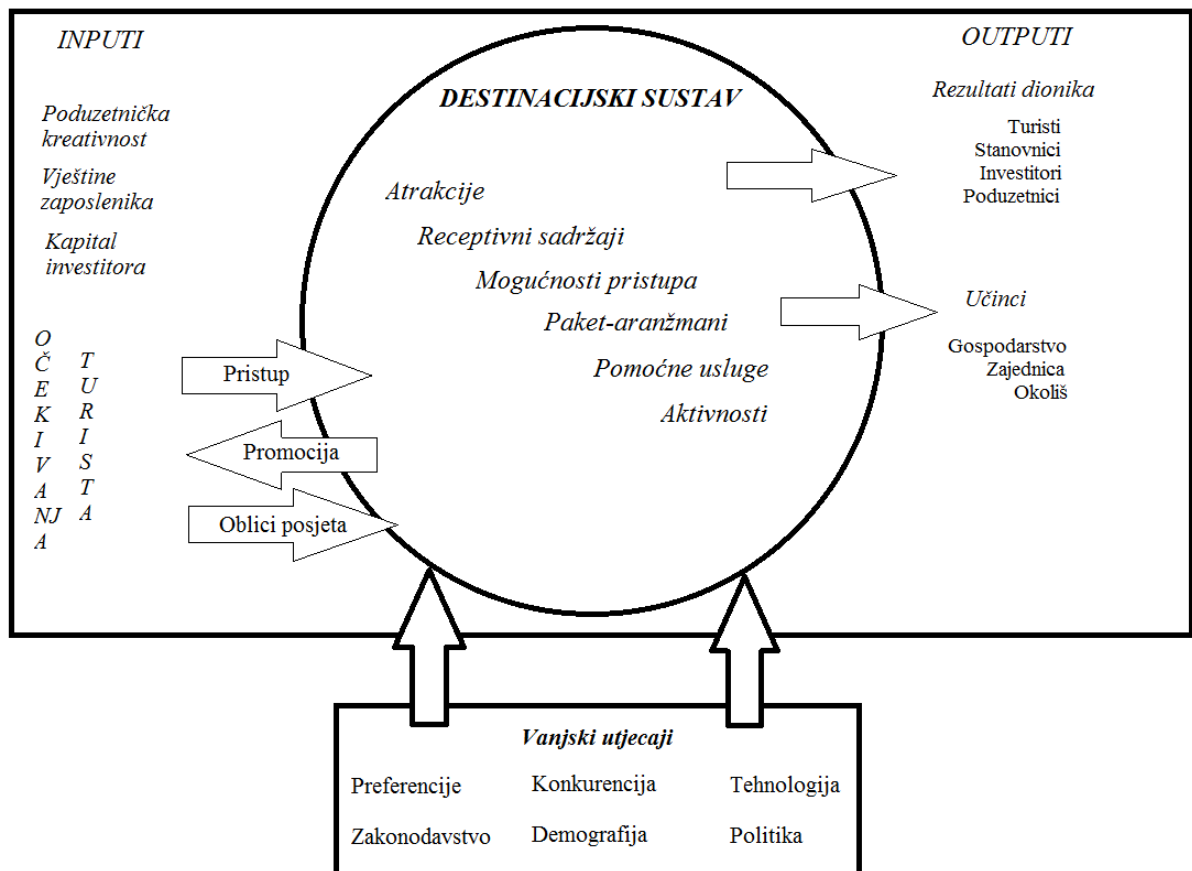 INPUTI
Poduzetnička
kreativnost
Vještine
zaposlenika
Kapital
investitora
OČEKIVANJA
TURISTA
Pristup
Promocija
Oblici posjeta
DESTINACIJSKI SUSTAV
Atrakcije
Receptivni sadržaji
Mogućnosti pristupa
Paket-aranžmani
Pomoćne usluge
Aktivnosti
OUTPUTI
Rezultati dionika
Turisti
Stanovnici
Investitori
Poduzetnici
Učinci
Gospodarstvo
Zajednica
Okoliš
Vanjski utjecaji
Preferencije Konkurencija Tehnologija
Zakonodavstvo Demografija Politika